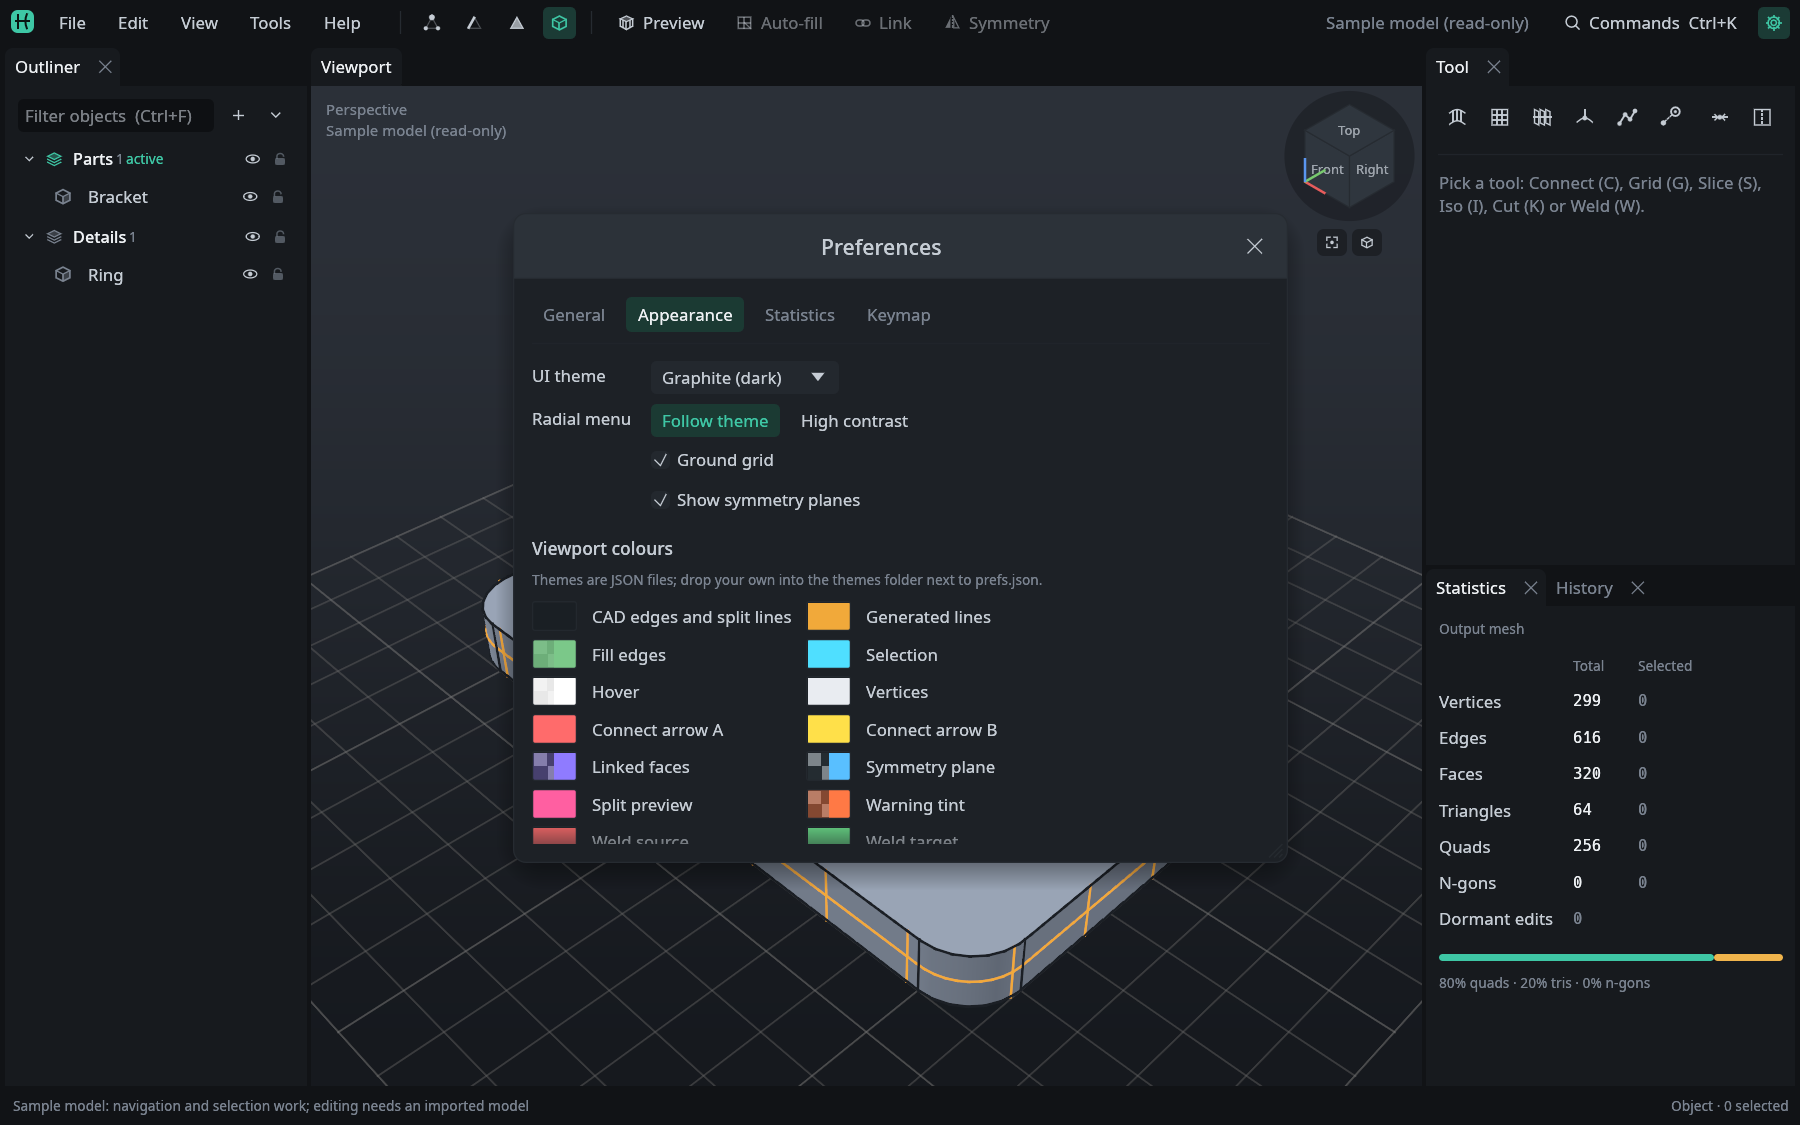 File Edit View Tools Help Preview Auto-fill Link Symmetry Sample model (read-only) Commands Ctrl+K
Outliner
Viewport
Tool
Filter objects (Ctrl+F)
Parts 1 active
Bracket
Details 1
Ring
Perspective
Sample model (read-only)
Top
Front Right
Pick a tool: Connect (C), Grid (G), Slice (S),
Iso (I), Cut (K) or Weld (W).
Preferences
General Appearance Statistics Keymap
UI theme Graphite (dark)
Radial menu Follow theme High contrast
Ground grid
Show symmetry planes
Viewport colours
Themes are JSON files; drop your own into the themes folder next to prefs.json.
CAD edges and split lines Generated lines
Fill edges Selection
Hover Vertices
Connect arrow A Connect arrow B
Linked faces Symmetry plane
Split preview Warning tint
Weld source Weld target
Statistics History
Output mesh
Total Selected
Vertices 299 0
Edges 616 0
Faces 320 0
Triangles 64 0
Quads 256 0
N-gons 0 0
Dormant edits 0
80% quads · 20% tris · 0% n-gons
Sample model: navigation and selection work; editing needs an imported model
Object · 0 selected